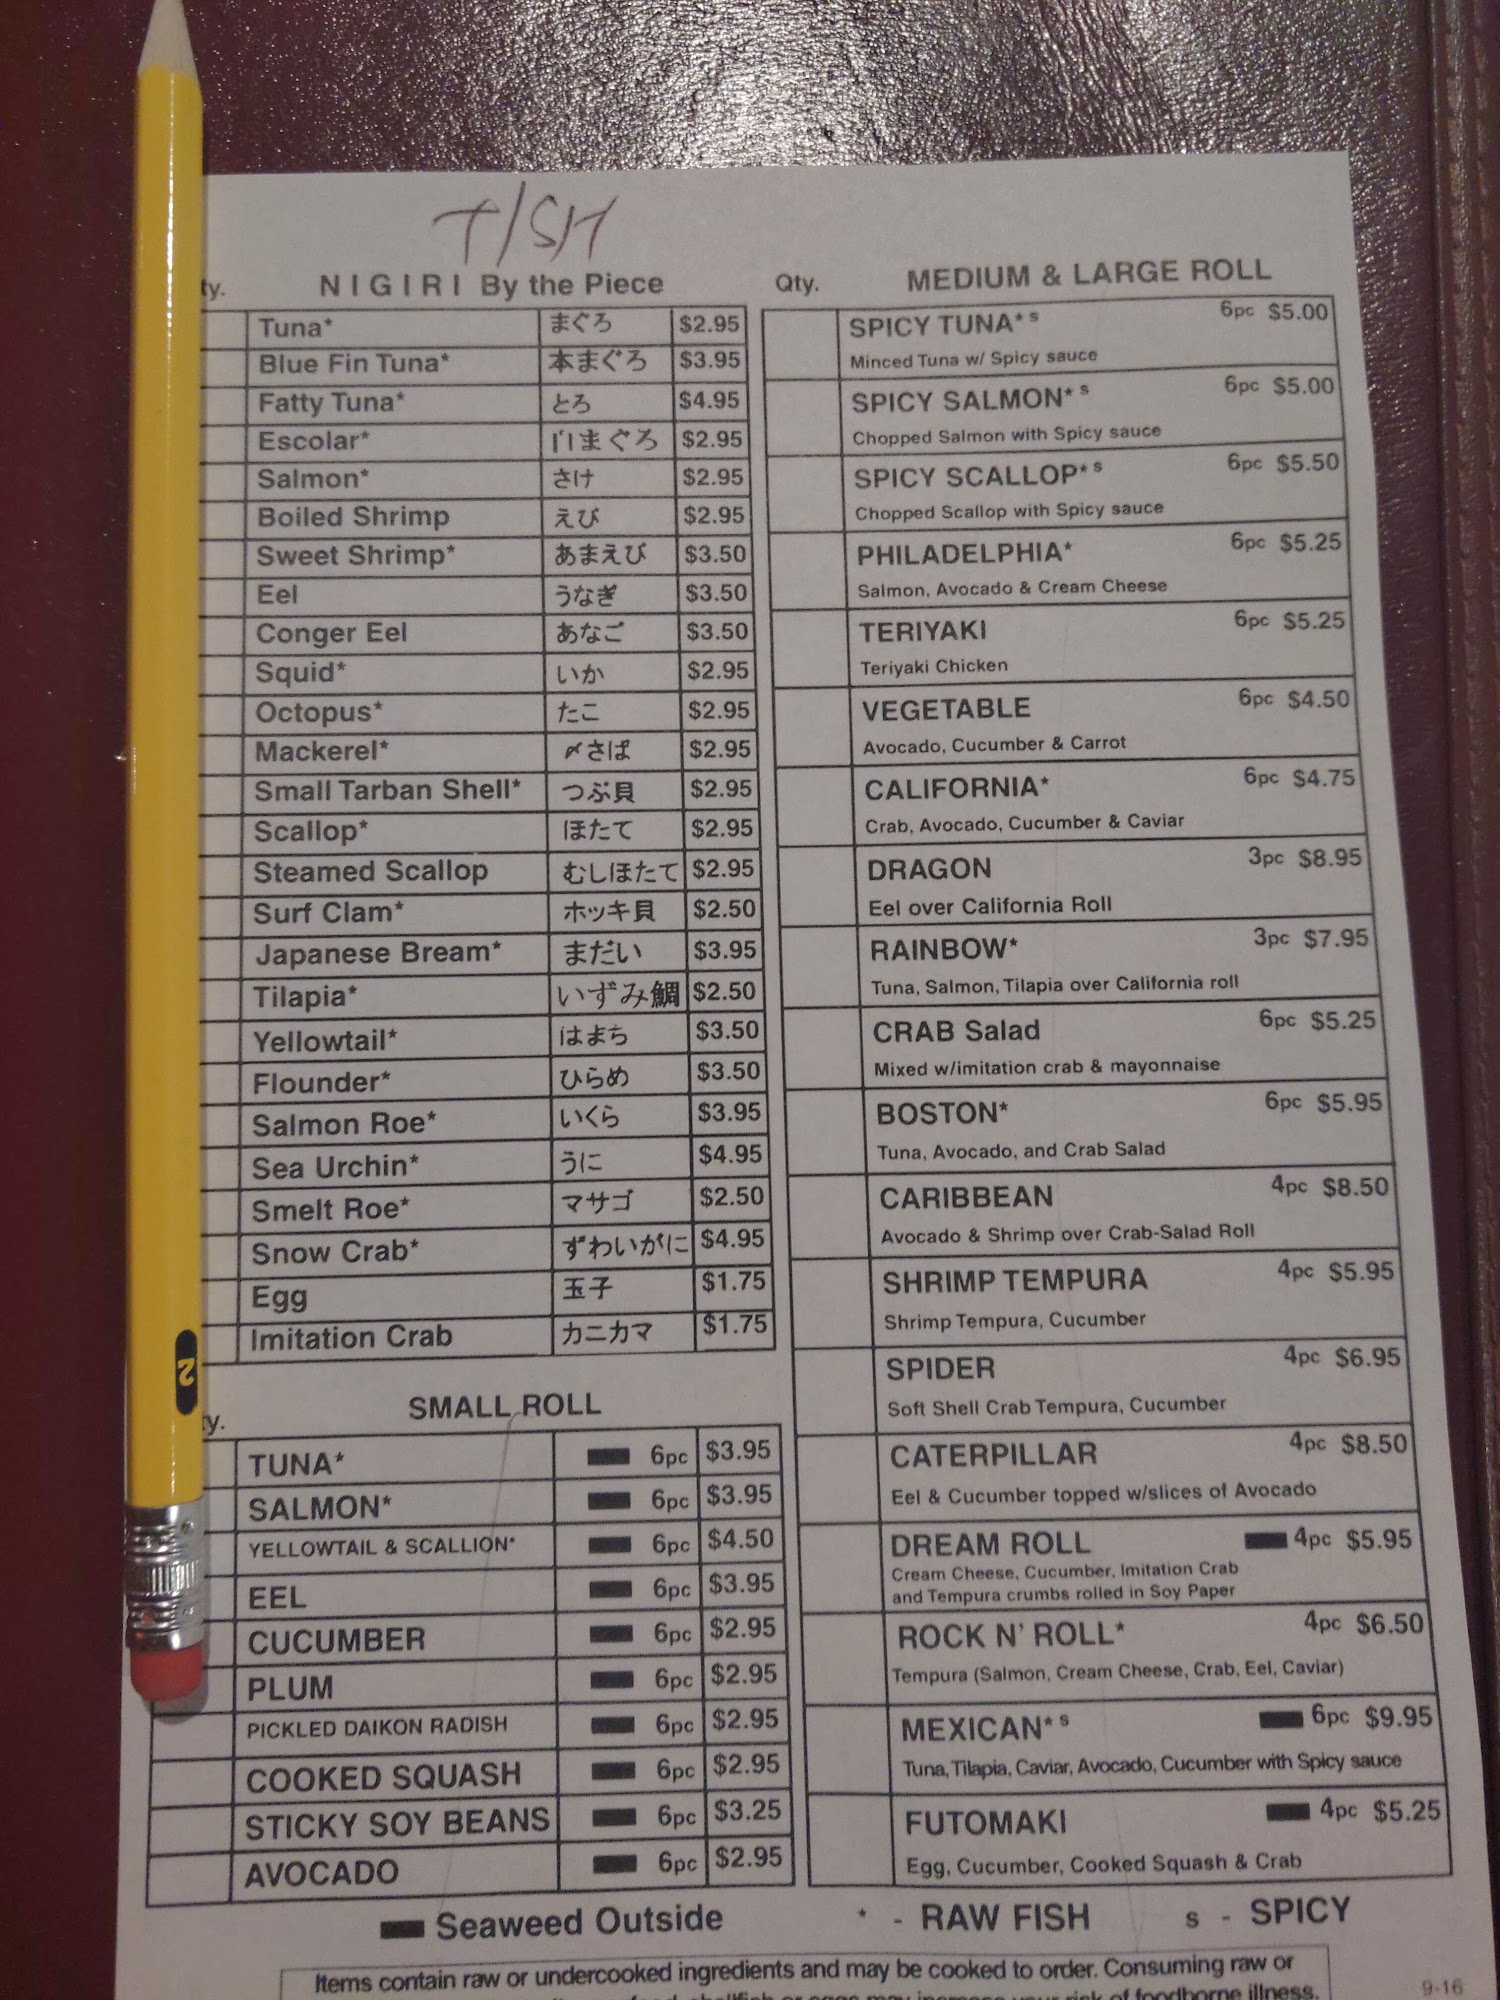 T/SH
ty. NIGIRI By the Piece
Tuna* まぐろ $2.95
Blue Fin Tuna* 本まぐろ $3.95
Fatty Tuna* とろ $4.95
Escolar* まぐろ $2.95
Salmon* さけ $2.95
Boiled Shrimp えび $2.95
Sweet Shrimp* あまえび $3.50
Eel うなぎ $3.50
Conger Eel あなご $3.50
Squid* いか $2.95
Octopus* たこ $2.95
Mackerel* 〆さば $2.95
Small Tarban Shell* つぶ貝 $2.95
Scallop* ほたて $2.95
Steamed Scallop むしほたて $2.95
Surf Clam* ホッキ貝 $2.50
Japanese Bream* まだい $3.95
Tilapia* いずみ鯛 $2.50
Yellowtail* はまち $3.50
Flounder* ひらめ $3.50
Salmon Roe* いくら $3.95
Sea Urchin* うに $4.95
Smelt Roe* マサゴ $2.50
Snow Crab* ずわいがに $4.95
Egg 玉子 $1.75
Imitation Crab カニカマ $1.75
ty. SMALL ROLL
TUNA* 6pc $3.95
SALMON* 6pc $3.95
YELLOWTAIL & SCALLION* 6pc $4.50
EEL 6pc $3.95
CUCUMBER 6pc $2.95
PLUM 6pc $2.95
PICKLED DAIKON RADISH 6pc $2.95
COOKED SQUASH 6pc $2.95
STICKY SOY BEANS 6pc $3.25
AVOCADO 6pc $2.95
Qty. MEDIUM & LARGE ROLL
SPICY TUNA* s 6pc $5.00
Minced Tuna w/ Spicy sauce
SPICY SALMON* s 6pc $5.00
Chopped Salmon with Spicy sauce
SPICY SCALLOP* s 6pc $5.50
Chopped Scallop with Spicy sauce
PHILADELPHIA* 6pc $5.25
Salmon, Avocado & Cream Cheese
TERIYAKI 6pc $5.25
Teriyaki Chicken
VEGETABLE 6pc $4.50
Avocado, Cucumber & Carrot
CALIFORNIA* 6pc $4.75
Crab, Avocado, Cucumber & Caviar
DRAGON 3pc $8.95
Eel over California Roll
RAINBOW* 3pc $7.95
Tuna, Salmon, Tilapia over California roll
CRAB Salad 6pc $5.25
Mixed w/imitation crab & mayonnaise
BOSTON* 6pc $5.95
Tuna, Avocado, and Crab Salad
CARIBBEAN 4pc $8.50
Avocado & Shrimp over Crab-Salad Roll
SHRIMP TEMPURA 4pc $5.95
Shrimp Tempura, Cucumber
SPIDER 4pc $6.95
Soft Shell Crab Tempura, Cucumber
CATERPILLAR 4pc $8.50
Eel & Cucumber topped w/slices of Avocado
DREAM ROLL 4pc $5.95
Cream Cheese, Cucumber, Imitation Crab
and Tempura crumbs rolled in Soy Paper
ROCK N' ROLL* 4pc $6.50
Tempura (Salmon, Cream Cheese, Crab, Eel, Caviar)
MEXICAN* s 6pc $9.95
Tuna, Tilapia, Caviar, Avocado, Cucumber with Spicy sauce
FUTOMAKI 4pc $5.25
Egg, Cucumber, Cooked Squash & Crab
Seaweed Outside * - RAW FISH s - SPICY
Items contain raw or undercooked ingredients and may be cooked to order. Consuming raw or
shellfish or eggs may increase your risk of foodborne illness.
9-16
2